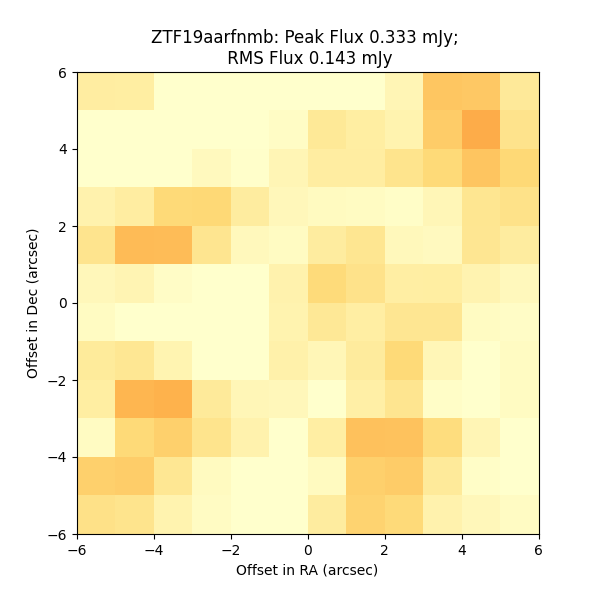 ZTF19aarfnmb: Peak Flux 0.333 mJy;
RMS Flux 0.143 mJy
6
4
2
0
−2
−4
−6
Offset in Dec (arcsec)
−6 −4 −2 0 2 4 6
Offset in RA (arcsec)